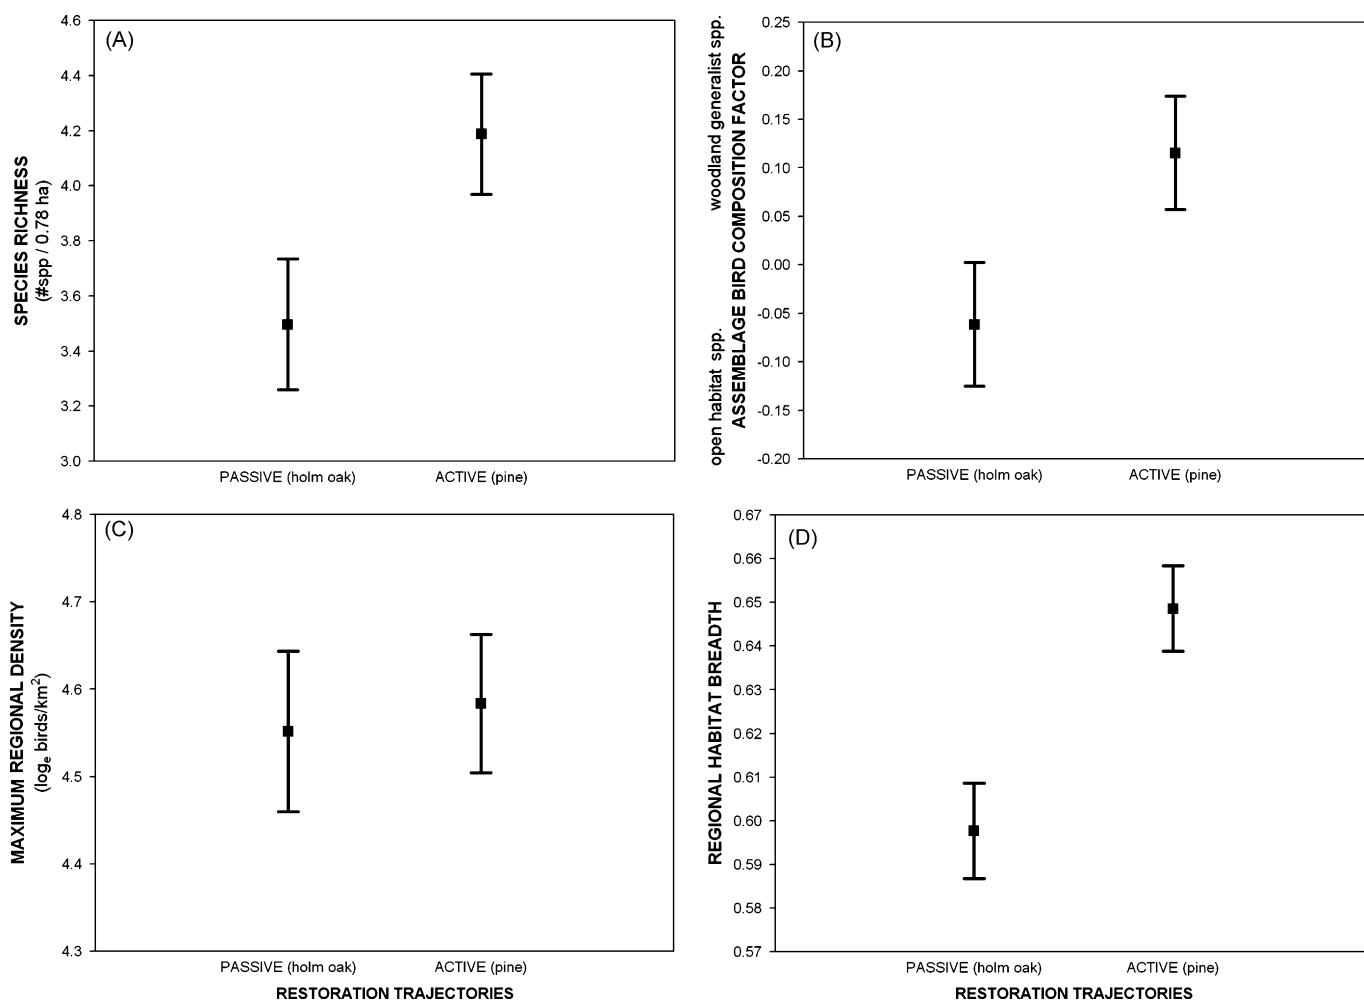 (A)
SPECIES RICHNESS
(#spp / 0.78 ha)
4.6
4.4
4.2
4.0
3.8
3.6
3.4
3.2
3.0
PASSIVE (holm oak) ACTIVE (pine)
(B)
open habitat spp. woodland generalist spp.
ASSEMBLAGE BIRD COMPOSITION FACTOR
0.25
0.20
0.15
0.10
0.05
0.00
-0.05
-0.10
-0.15
-0.20
PASSIVE (holm oak) ACTIVE (pine)
(C)
MAXIMUM REGIONAL DENSITY
(loge birds/km2)
4.8
4.7
4.6
4.5
4.4
4.3
PASSIVE (holm oak) ACTIVE (pine)
RESTORATION TRAJECTORIES
(D)
REGIONAL HABITAT BREADTH
0.67
0.66
0.65
0.64
0.63
0.62
0.61
0.60
0.59
0.58
0.57
PASSIVE (holm oak) ACTIVE (pine)
RESTORATION TRAJECTORIES